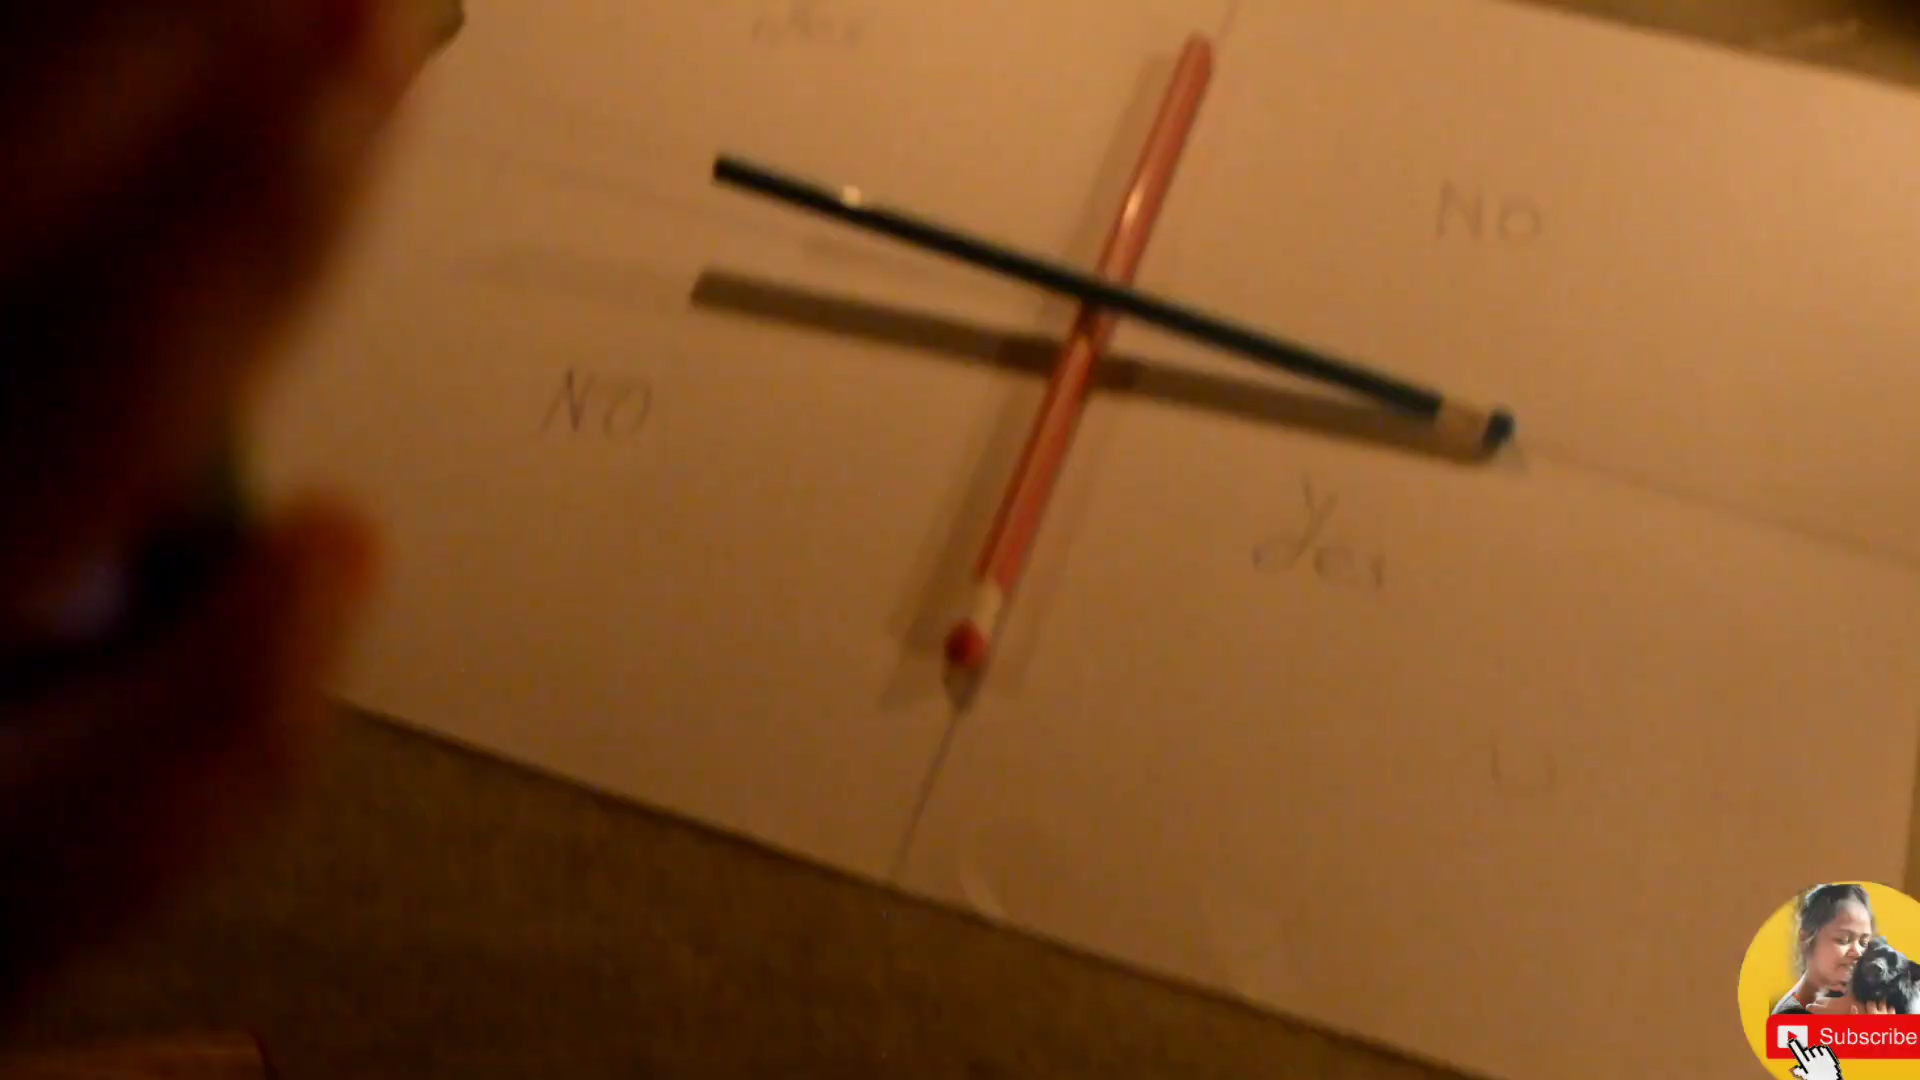 yes
NO
NO
yes
Subscribe